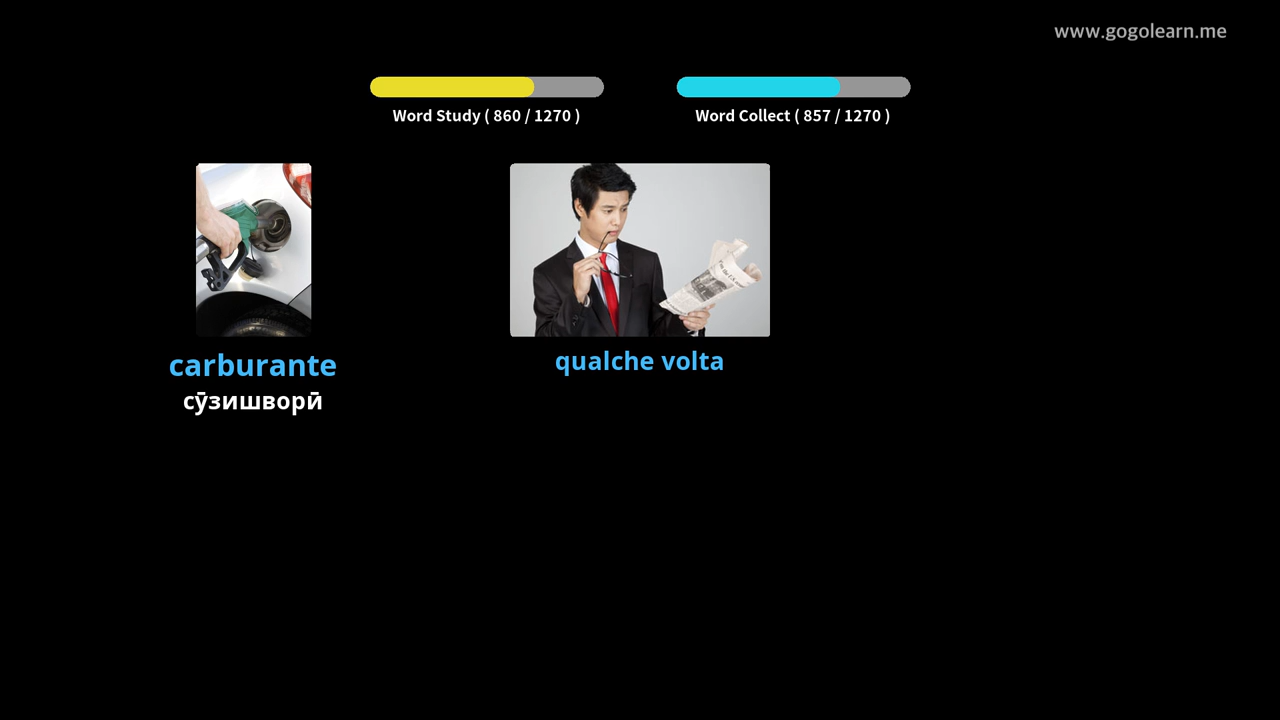 www.gogolearn.me
Word Study ( 860 / 1270 )
Word Collect ( 857 / 1270 )
carburante
сӯзишворӣ
qualche volta